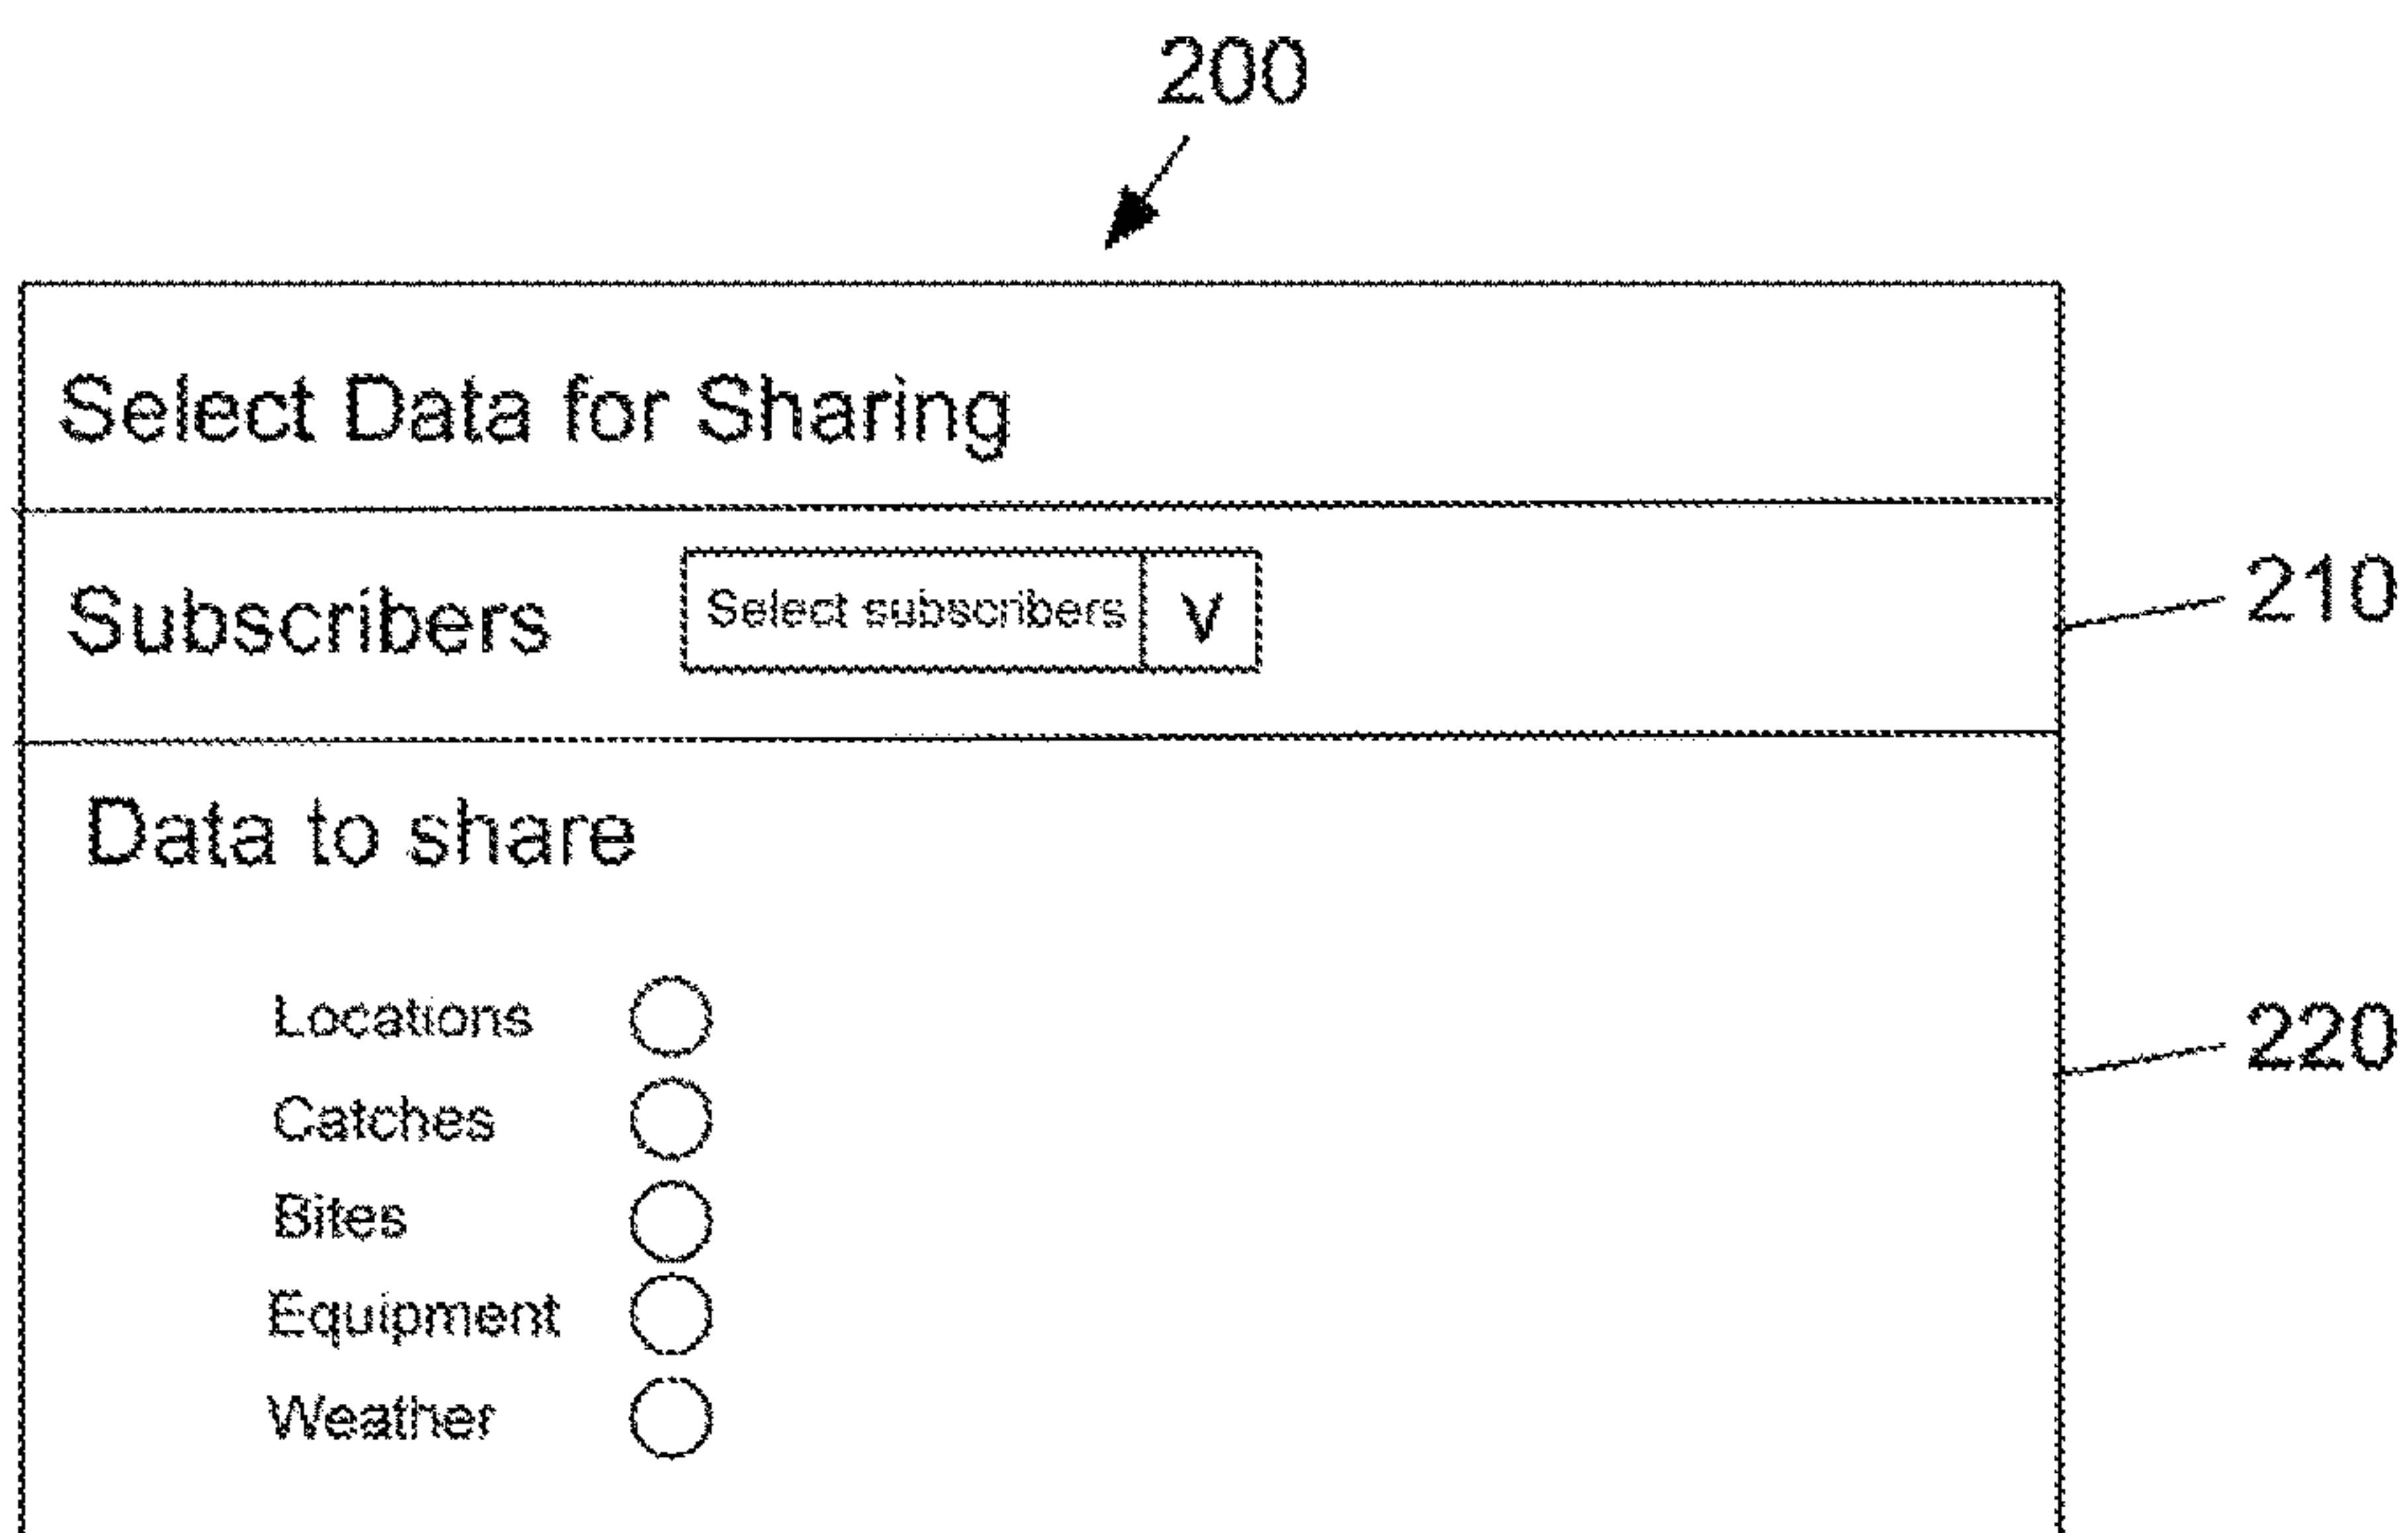 200
Select Data for Sharing
Subscribers Select subscribers V 210
Data to share
Locations
220
Catches
Bites
Equipment
Weather